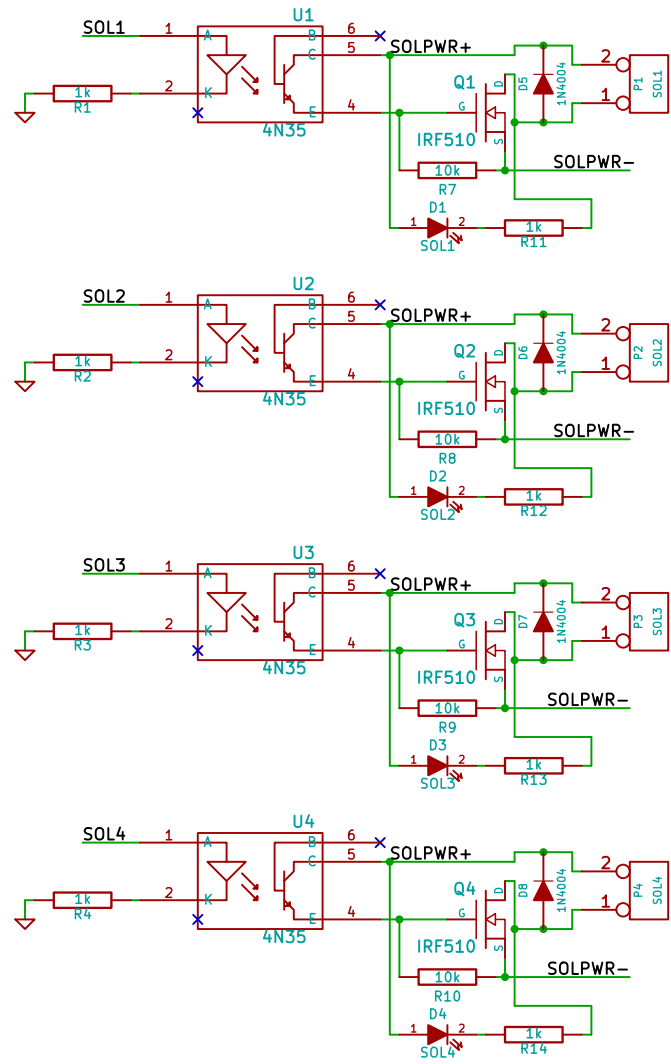 U1
SOL1 1 A B 6
C 5 SOLPWR+
1k R1 2 K E 4
4N35
Q1 G D S
IRF510
D5 1N4004
2 1 P1 SOL1
10k SOLPWR-
R7
D1
1 2 1k
SOL1 R11
U2
SOL2 1 A B 6
C 5 SOLPWR+
1k R2 2 K E 4
4N35
Q2 G D S
IRF510
D6 1N4004
2 1 P2 SOL2
10k SOLPWR-
R8
D2
1 2 1k
SOL2 R12
U3
SOL3 1 A B 6
C 5 SOLPWR+
1k R3 2 K E 4
4N35
Q3 G D S
IRF510
D7 1N4004
2 1 P3 SOL3
10k SOLPWR-
R9
D3
1 2 1k
SOL3 R13
U4
SOL4 1 A B 6
C 5 SOLPWR+
1k R4 2 K E 4
4N35
Q4 G D S
IRF510
D8 1N4004
2 1 P4 SOL4
10k SOLPWR-
R10
D4
1 2 1k
SOL4 R14